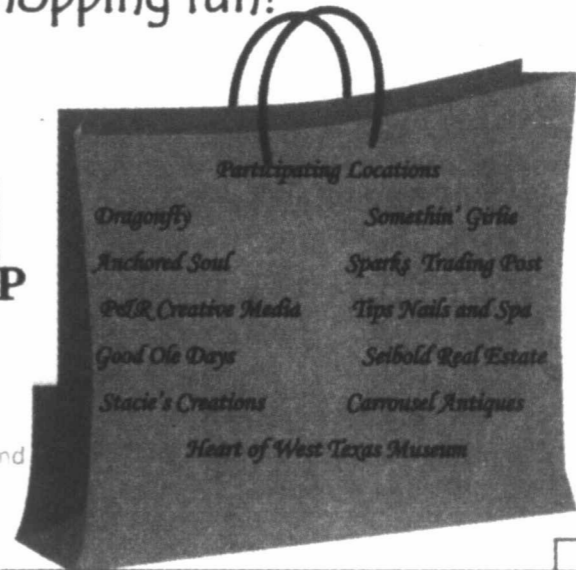 hopping fun!
P
Participating Locations
Dragonfly Somethin' Girlie
Anchored Soul Sparks Trading Post
P&R Creative Media Tips Nails and Spa
Good Ole Days Seibold Real Estate
Stacie's Creations Carrousel Antiques
Heart of West Texas Museum
nd